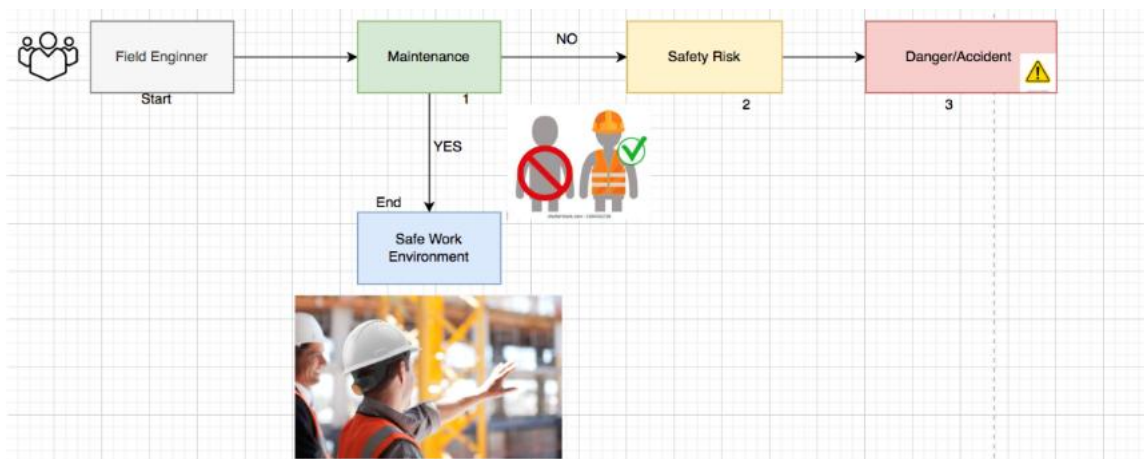 Field Enginner
Start
Maintenance
1
NO
Safety Risk
2
Danger/Accident
3
YES
End
Safe Work
Environment